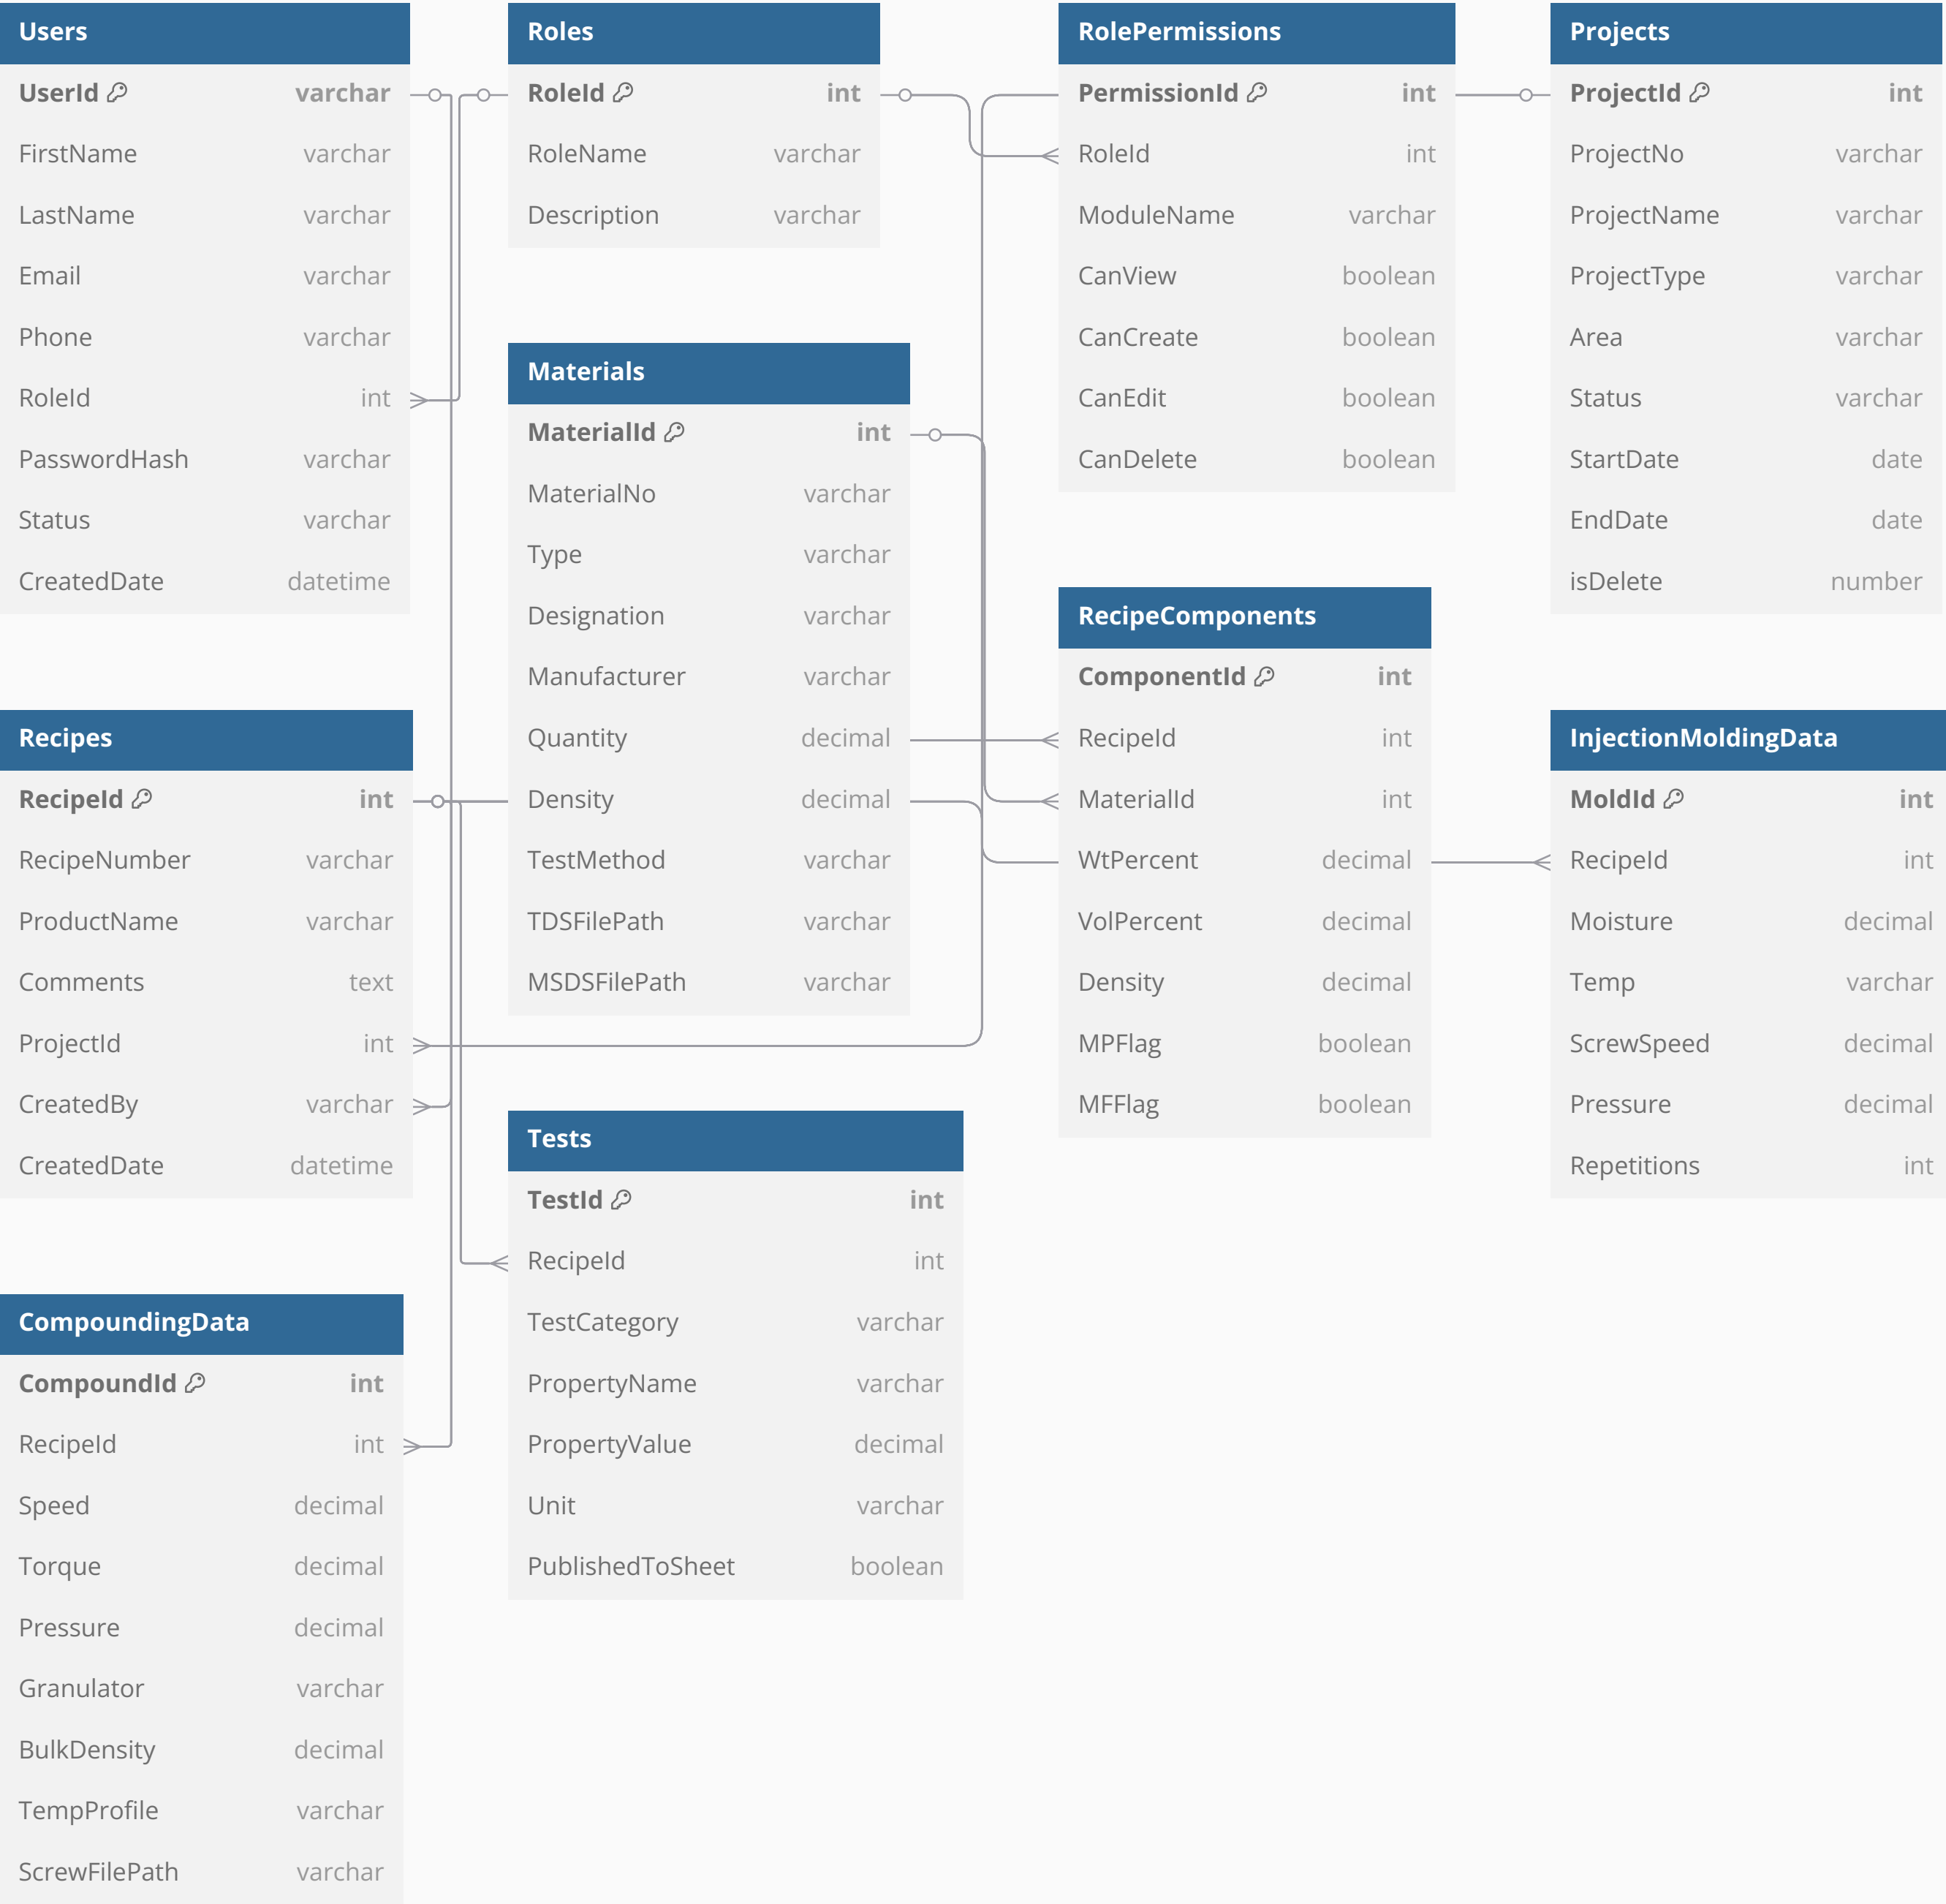 Users
UserId varchar
FirstName varchar
LastName varchar
Email varchar
Phone varchar
RoleId int
PasswordHash varchar
Status varchar
CreatedDate datetime
Roles
RoleId int
RoleName varchar
Description varchar
RolePermissions
PermissionId int
RoleId int
ModuleName varchar
CanView boolean
CanCreate boolean
CanEdit boolean
CanDelete boolean
Projects
ProjectId int
ProjectNo varchar
ProjectName varchar
ProjectType varchar
Area varchar
Status varchar
StartDate date
EndDate date
isDelete number
Materials
MaterialId int
MaterialNo varchar
Type varchar
Designation varchar
Manufacturer varchar
Quantity decimal
Density decimal
TestMethod varchar
TDSFilePath varchar
MSDSFilePath varchar
RecipeComponents
ComponentId int
RecipeId int
MaterialId int
WtPercent decimal
VolPercent decimal
Density decimal
MPFlag boolean
MFFlag boolean
Recipes
RecipeId int
RecipeNumber varchar
ProductName varchar
Comments text
ProjectId int
CreatedBy varchar
CreatedDate datetime
InjectionMoldingData
MoldId int
RecipeId int
Moisture decimal
Temp varchar
ScrewSpeed decimal
Pressure decimal
Repetitions int
Tests
TestId int
RecipeId int
TestCategory varchar
PropertyName varchar
PropertyValue decimal
Unit varchar
PublishedToSheet boolean
CompoundingData
CompoundId int
RecipeId int
Speed decimal
Torque decimal
Pressure decimal
Granulator varchar
BulkDensity decimal
TempProfile varchar
ScrewFilePath varchar